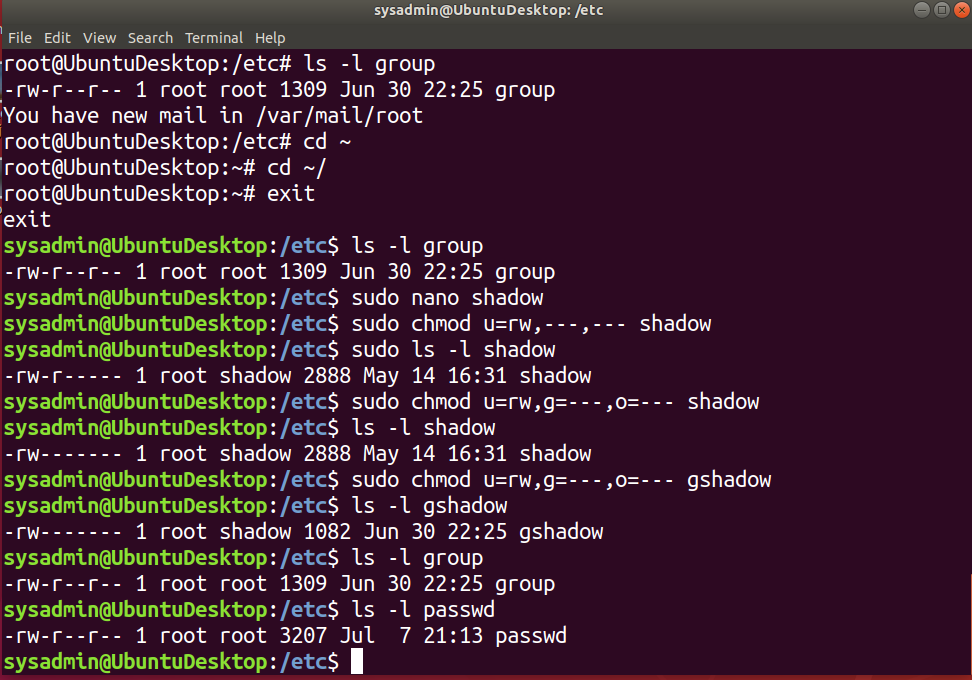 sysadmin@UbuntuDesktop: /etc
File Edit View Search Terminal Help
root@UbuntuDesktop:/etc# ls -l group
-rw-r--r-- 1 root root 1309 Jun 30 22:25 group
You have new mail in /var/mail/root
root@UbuntuDesktop:/etc# cd ~
root@UbuntuDesktop:~# cd ~/
root@UbuntuDesktop:~# exit
exit
sysadmin@UbuntuDesktop:/etc$ ls -l group
-rw-r--r-- 1 root root 1309 Jun 30 22:25 group
sysadmin@UbuntuDesktop:/etc$ sudo nano shadow
sysadmin@UbuntuDesktop:/etc$ sudo chmod u=rw,---,--- shadow
sysadmin@UbuntuDesktop:/etc$ sudo ls -l shadow
-rw-r----- 1 root shadow 2888 May 14 16:31 shadow
sysadmin@UbuntuDesktop:/etc$ sudo chmod u=rw,g=---,o=--- shadow
sysadmin@UbuntuDesktop:/etc$ ls -l shadow
-rw------- 1 root shadow 2888 May 14 16:31 shadow
sysadmin@UbuntuDesktop:/etc$ sudo chmod u=rw,g=---,o=--- gshadow
sysadmin@UbuntuDesktop:/etc$ ls -l gshadow
-rw------- 1 root shadow 1082 Jun 30 22:25 gshadow
sysadmin@UbuntuDesktop:/etc$ ls -l group
-rw-r--r-- 1 root root 1309 Jun 30 22:25 group
sysadmin@UbuntuDesktop:/etc$ ls -l passwd
-rw-r--r-- 1 root root 3207 Jul  7 21:13 passwd
sysadmin@UbuntuDesktop:/etc$